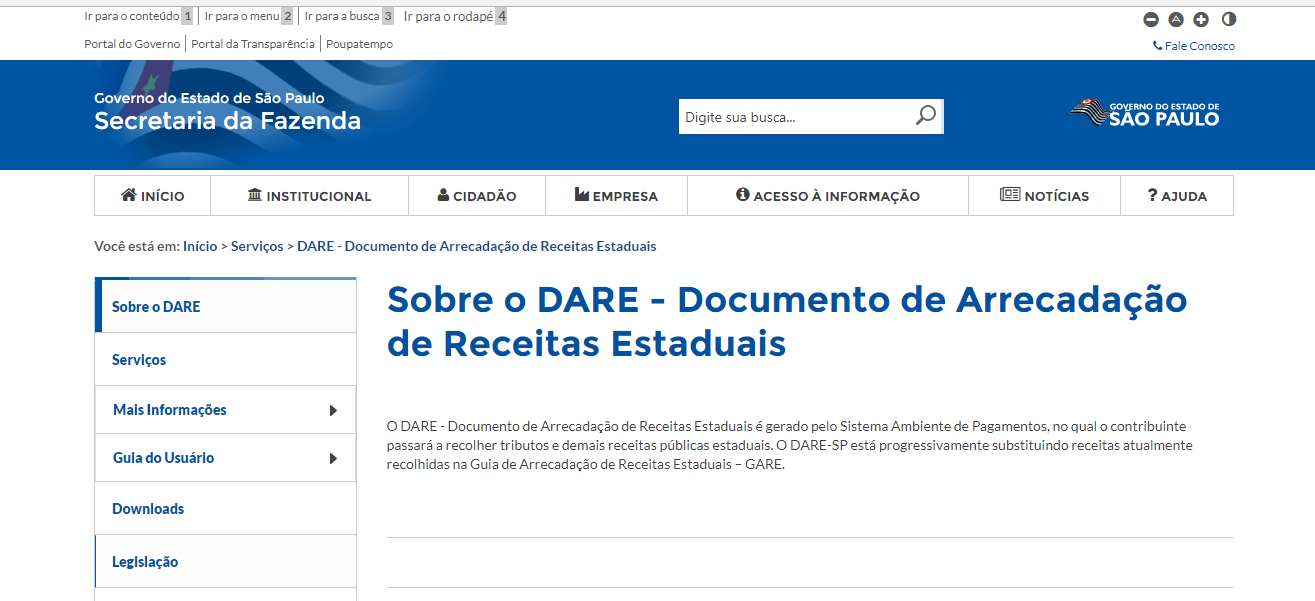 Ir para o conteúdo 1 Ir para o menu 2 Ir para a busca 3 Ir para o rodapé 4
A
Portal do Governo Portal da Transparência Poupatempo
Fale Conosco
Governo do Estado de São Paulo
Secretaria da Fazenda
Digite sua busca...
GOVERNO DO ESTADO DE
SÃO PAULO
INÍCIO INSTITUCIONAL CIDADÃO EMPRESA ACESSO À INFORMAÇÃO NOTÍCIAS ? AJUDA
Você está em: Início > Serviços > DARE - Documento de Arrecadação de Receitas Estaduais
Sobre o DARE
Serviços
Mais Informações
Guia do Usuário
Downloads
Legislação
Sobre o DARE - Documento de Arrecadação
de Receitas Estaduais
O DARE - Documento de Arrecadação de Receitas Estaduais é gerado pelo Sistema Ambiente de Pagamentos, no qual o contribuinte
passará a recolher tributos e demais receitas públicas estaduais. O DARE-SP está progressivamente substituindo receitas atualmente
recolhidas na Guia de Arrecadação de Receitas Estaduais – GARE.